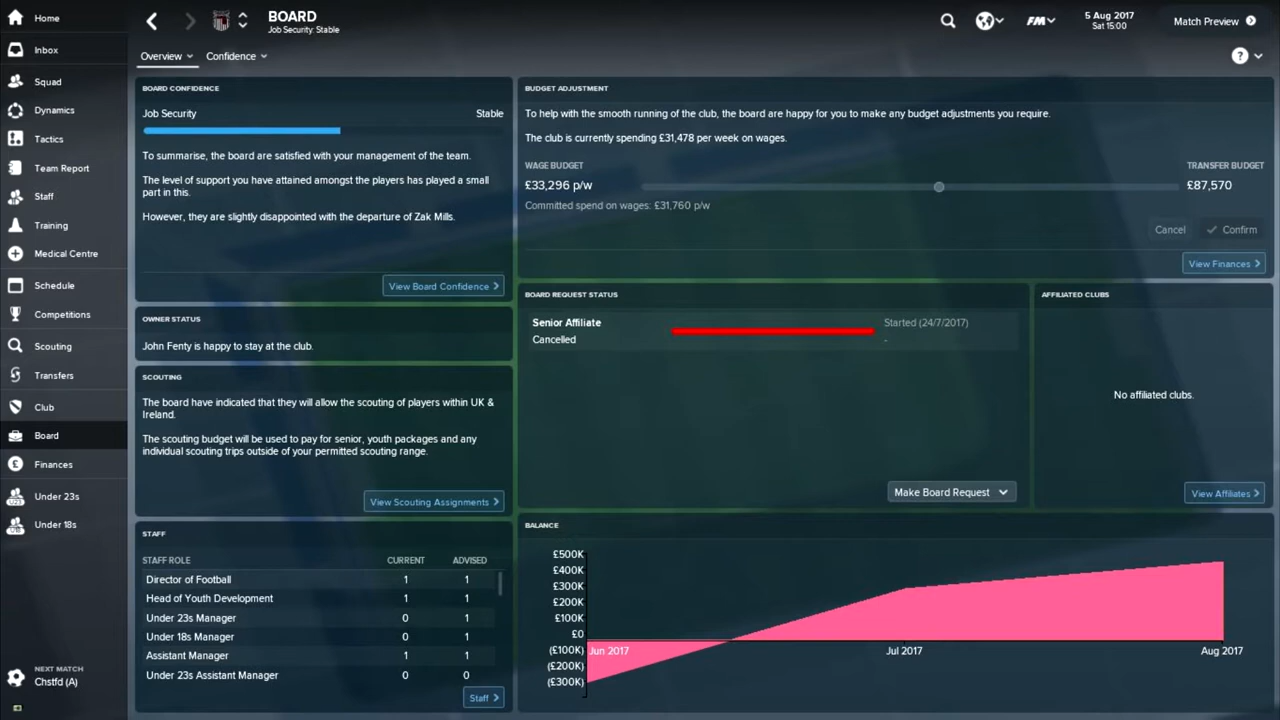 Home
Inbox
Squad
Dynamics
Tactics
Team Report
Staff
Training
Medical Centre
Schedule
Competitions
Scouting
Transfers
Club
Board
Finances
Under 23s
Under 18s
NEXT MATCH
Chstfd (A)
BOARD
Job Security: Stable
FM
5 Aug 2017
Sat 15:00
Match Preview
Overview
Confidence
?
BOARD CONFIDENCE
Job Security Stable
To summarise, the board are satisfied with your management of the team.
The level of support you have attained amongst the players has played a small
part in this.
However, they are slightly disappointed with the departure of Zak Mills.
View Board Confidence
OWNER STATUS
John Fenty is happy to stay at the club.
SCOUTING
The board have indicated that they will allow the scouting of players within UK &
Ireland.
The scouting budget will be used to pay for senior, youth packages and any
individual scouting trips outside of your permitted scouting range.
View Scouting Assignments
STAFF
STAFF ROLE CURRENT ADVISED
Director of Football 1 1
Head of Youth Development 1 1
Under 23s Manager 0 1
Under 18s Manager 0 1
Assistant Manager 1 1
Under 23s Assistant Manager 0 0
Staff
BUDGET ADJUSTMENT
To help with the smooth running of the club, the board are happy for you to make any budget adjustments you require.
The club is currently spending £31,478 per week on wages.
WAGE BUDGET TRANSFER BUDGET
£33,296 p/w £87,570
Committed spend on wages: £31,760 p/w
Cancel Confirm
View Finances
BOARD REQUEST STATUS
Senior Affiliate Started (24/7/2017)
Cancelled -
Make Board Request
AFFILIATED CLUBS
No affiliated clubs.
View Affiliates
BALANCE
£500K
£400K
£300K
£200K
£100K
£0
(£100K)
(£200K)
(£300K)
Jun 2017 Jul 2017 Aug 2017